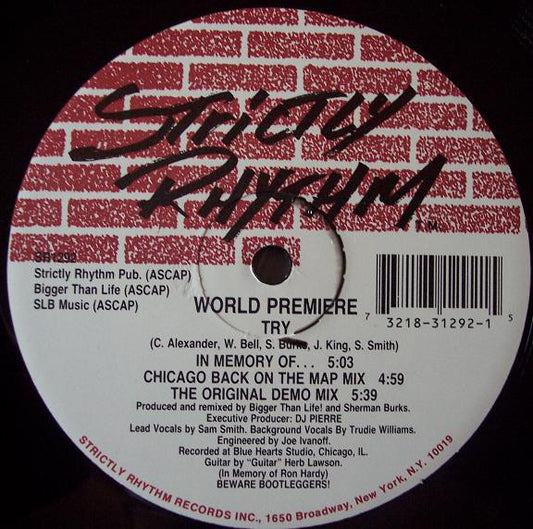 STRICTLY
RHYTHM
T.M.
SR1292
Strictly Rhythm Pub. (ASCAP)
Bigger Than Life (ASCAP)
SLB Music (ASCAP)
7 3218-31292-1 5
WORLD PREMIERE
TRY
(C. Alexander, W. Bell, S. Burks, J. King, S. Smith)
IN MEMORY OF... 5:03
CHICAGO BACK ON THE MAP MIX 4:59
THE ORIGINAL DEMO MIX 5:39
Produced and remixed by Bigger Than Life! and Sherman Burks.
Executive Producer: DJ PIERRE
Lead Vocals by Sam Smith. Background Vocals By Trudie Williams.
Engineered by Joe Ivanoff.
Recorded at Blue Hearts Studio, Chicago, IL.
Guitar by "Guitar" Herb Lawson.
(In Memory of Ron Hardy)
BEWARE BOOTLEGGERS!
STRICTLY RHYTHM RECORDS INC., 1650 Broadway, New York, N.Y. 10019